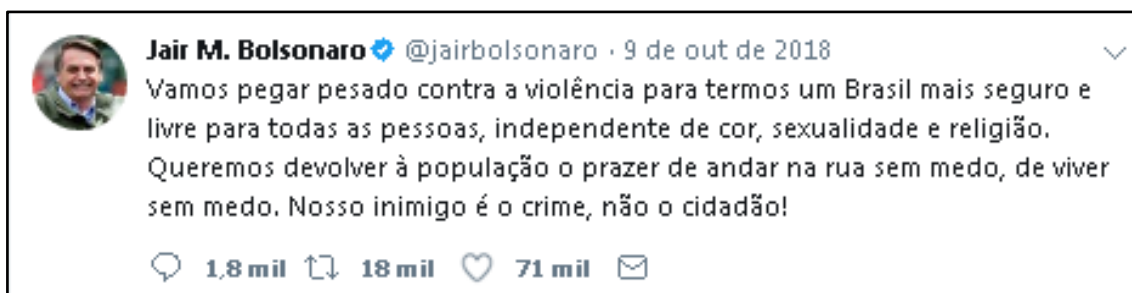 Jair M. Bolsonaro @jairbolsonaro · 9 de out de 2018
Vamos pegar pesado contra a violência para termos um Brasil mais seguro e
livre para todas as pessoas, independente de cor, sexualidade e religião.
Queremos devolver à população o prazer de andar na rua sem medo, de viver
sem medo. Nosso inimigo é o crime, não o cidadão!
1,8 mil 18 mil 71 mil